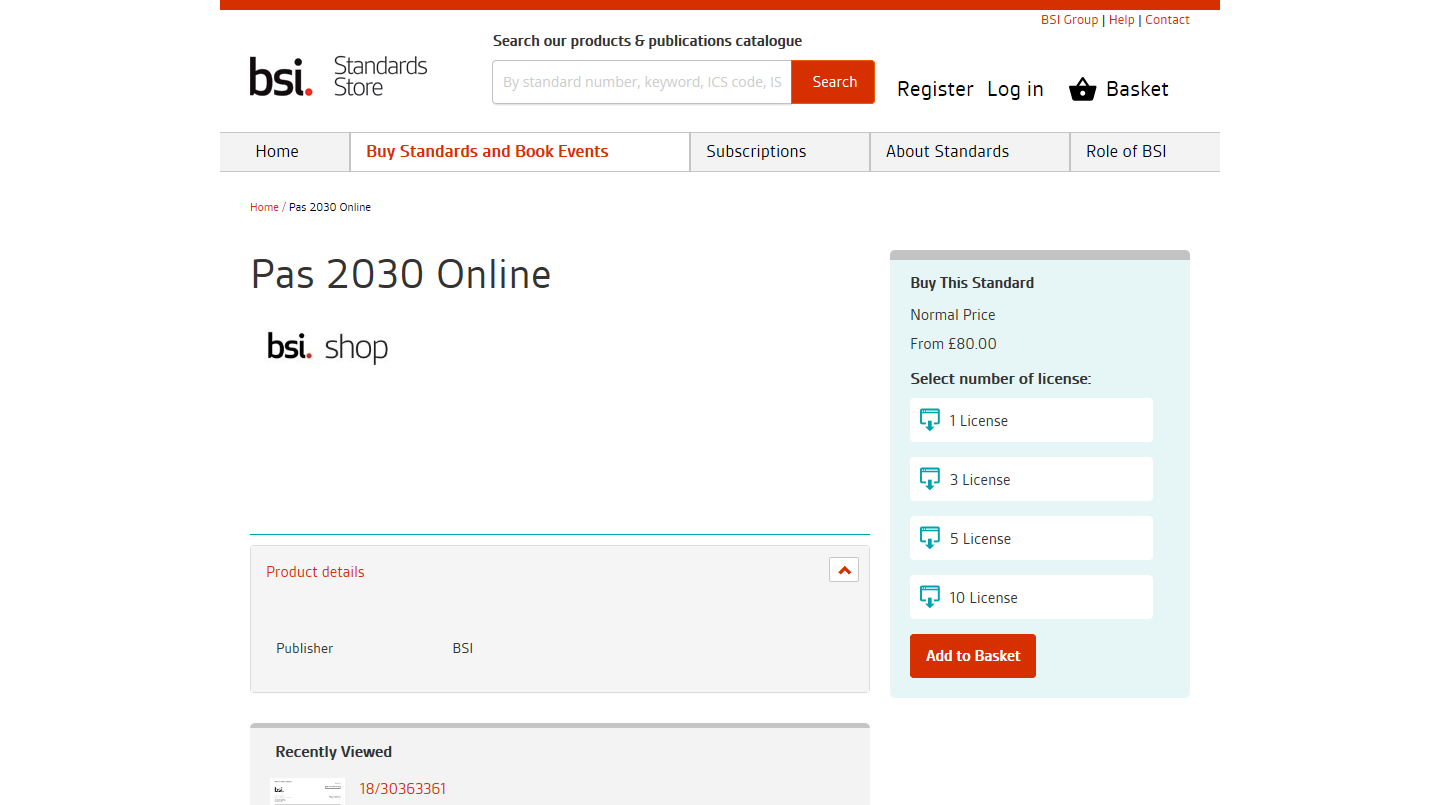 BSI Group | Help | Contact
Search our products & publications catalogue
bsi. Standards Store
By standard number, keyword, ICS code, IS
Search
Register
Log in
Basket
Home
Buy Standards and Book Events
Subscriptions
About Standards
Role of BSI
Home / Pas 2030 Online
Pas 2030 Online
bsi. shop
Buy This Standard
Normal Price
From £80.00
Select number of license:
1 License
3 License
5 License
10 License
Add to Basket
Product details
Publisher BSI
Recently Viewed
bsi.
18/30363361